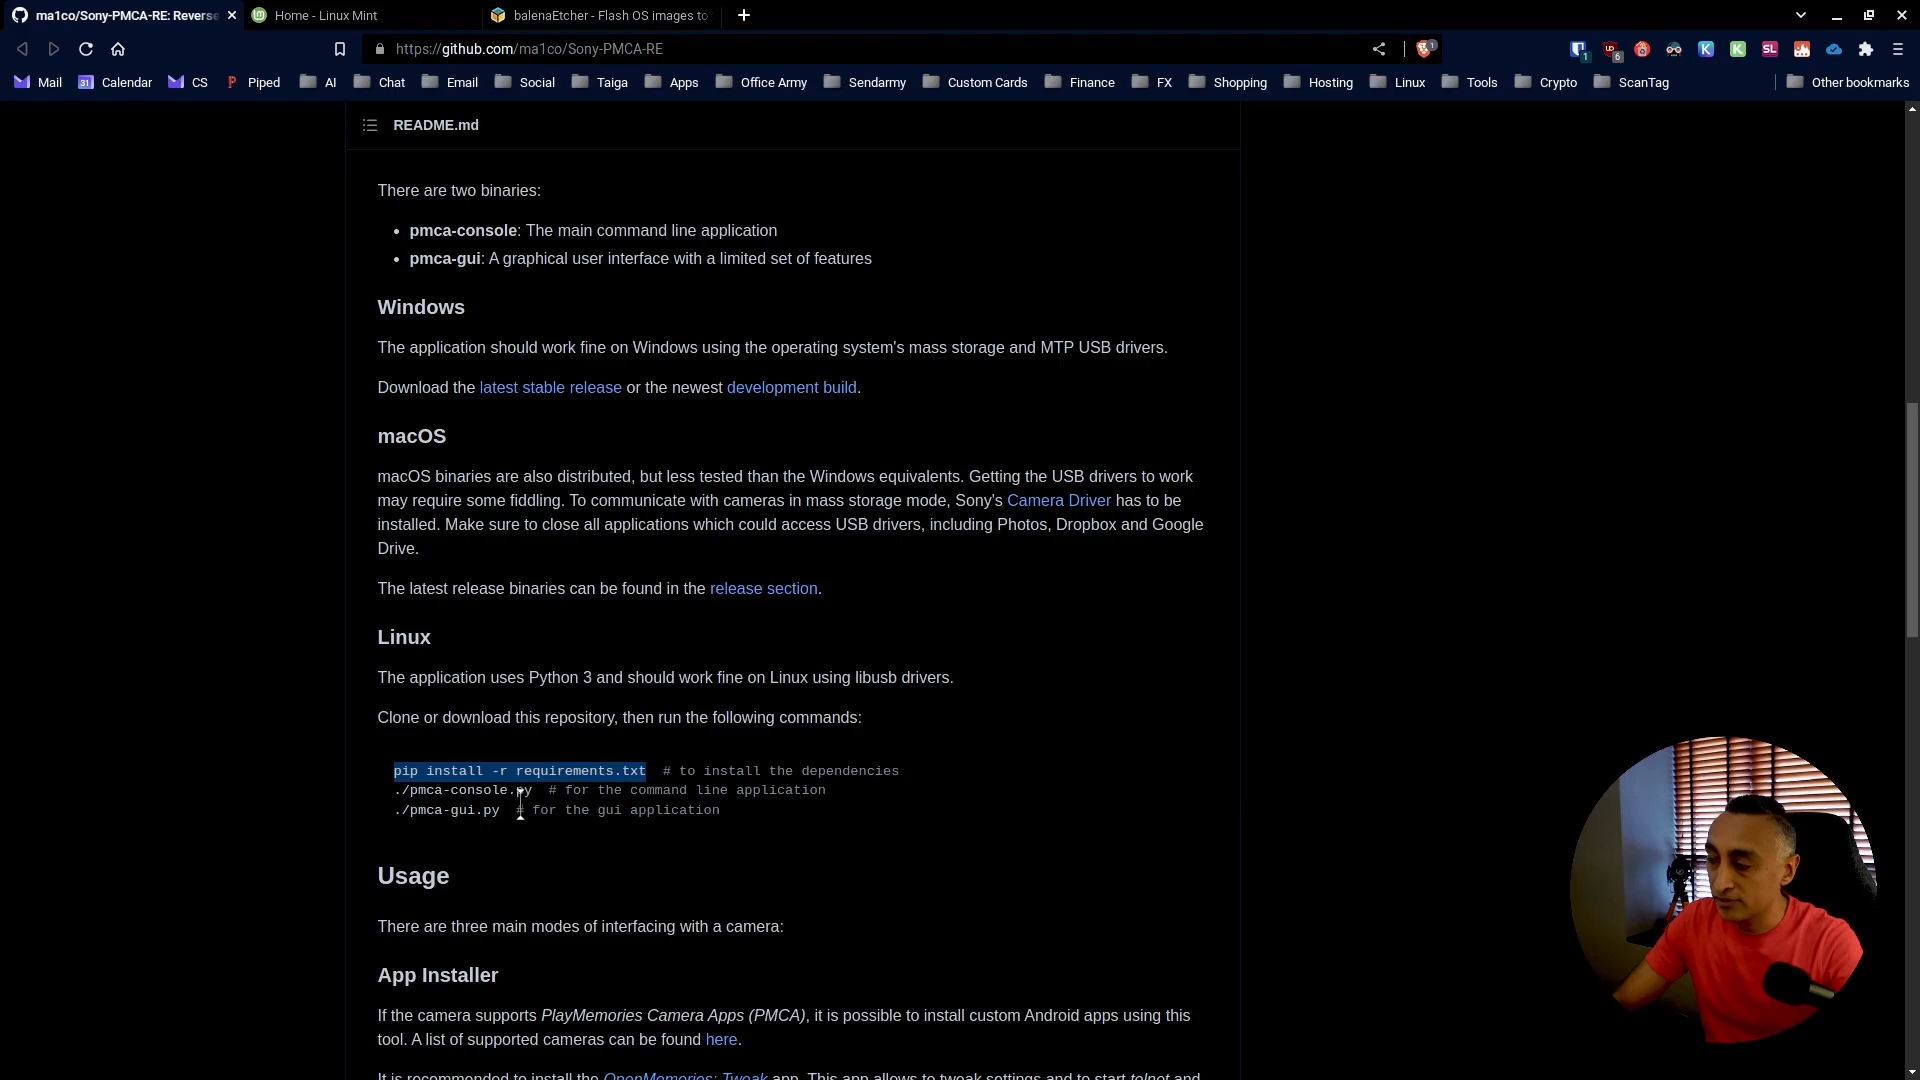 ma1co/Sony-PMCA-RE: Reverse
Home - Linux Mint
balenaEtcher - Flash OS images to
https://github.com/ma1co/Sony-PMCA-RE
1
1
6
Mail
31
Calendar
CS
Piped
AI
Chat
Email
Social
Taiga
Apps
Office Army
Sendarmy
Custom Cards
Finance
FX
Shopping
Hosting
Linux
Tools
Crypto
ScanTag
Other bookmarks
README.md
There are two binaries:
• pmca-console: The main command line application
• pmca-gui: A graphical user interface with a limited set of features
Windows
The application should work fine on Windows using the operating system's mass storage and MTP USB drivers.
Download the latest stable release or the newest development build.
macOS
macOS binaries are also distributed, but less tested than the Windows equivalents. Getting the USB drivers to work
may require some fiddling. To communicate with cameras in mass storage mode, Sony's Camera Driver has to be
installed. Make sure to close all applications which could access USB drivers, including Photos, Dropbox and Google
Drive.
The latest release binaries can be found in the release section.
Linux
The application uses Python 3 and should work fine on Linux using libusb drivers.
Clone or download this repository, then run the following commands:
pip install -r requirements.txt  # to install the dependencies
./pmca-console.py  # for the command line application
./pmca-gui.py  # for the gui application
Usage
There are three main modes of interfacing with a camera:
App Installer
If the camera supports PlayMemories Camera Apps (PMCA), it is possible to install custom Android apps using this
tool. A list of supported cameras can be found here.
It is recommended to install the OpenMemories: Tweak app. This app allows to tweak settings and to start telnet and